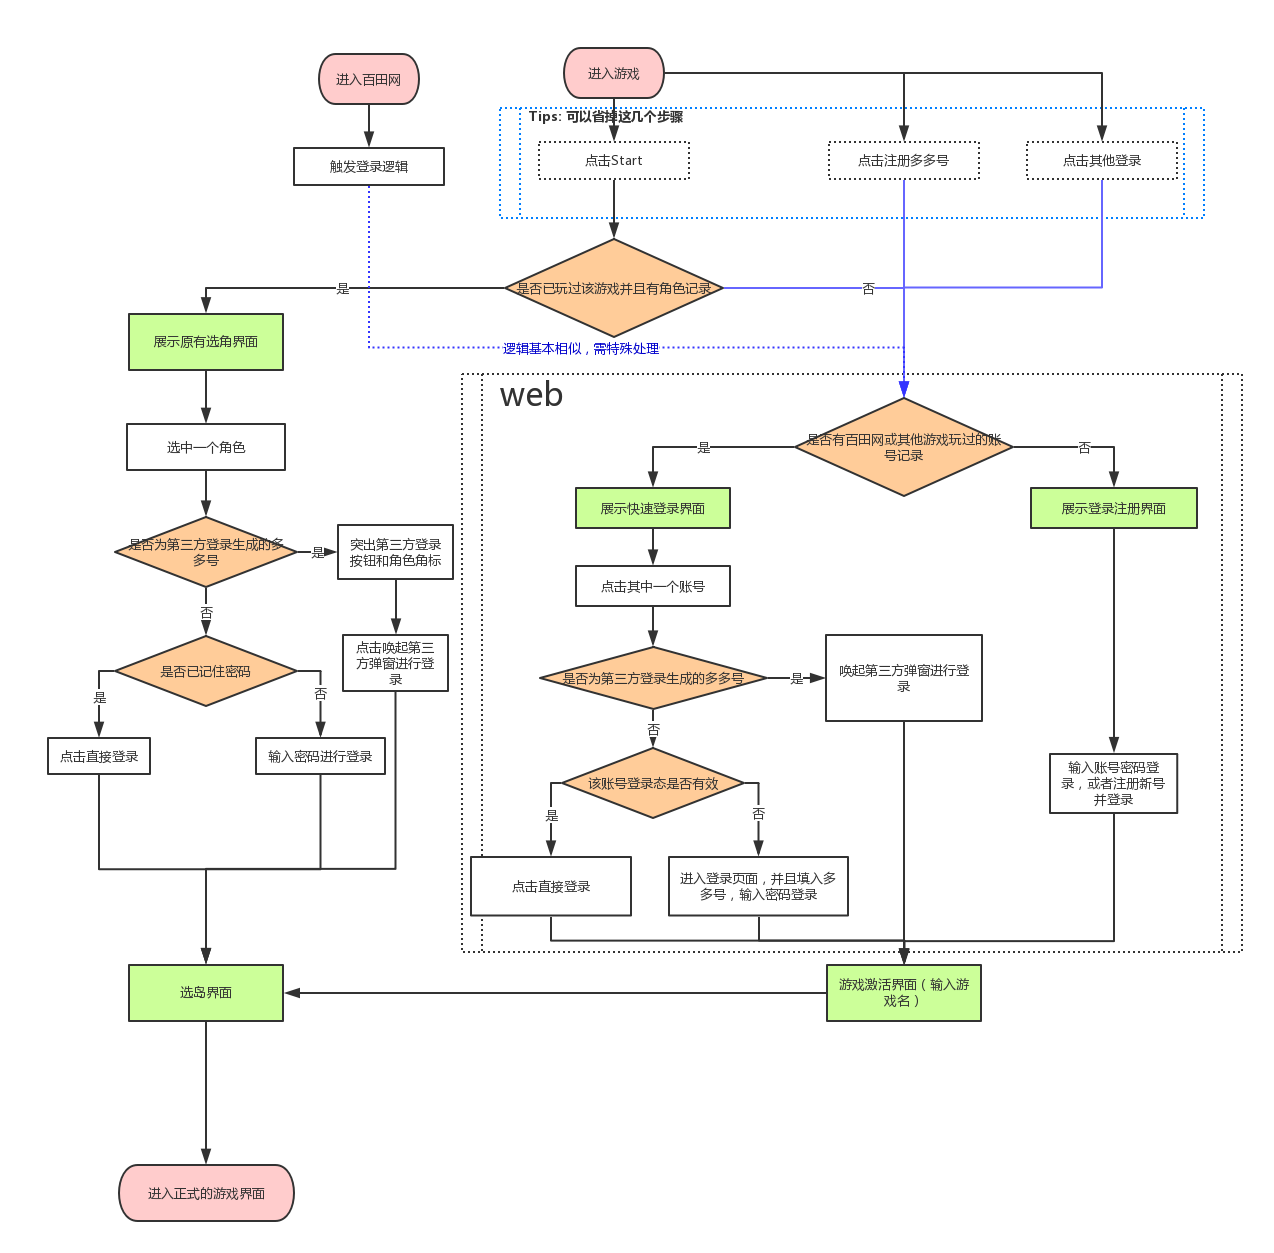 进入百田网
进入游戏
Tips: 可以省掉这几个步骤
触发登录逻辑
点击Start
点击注册多多号
点击其他登录
是否已玩过该游戏并且有角色记录
是
否
展示原有选角界面
逻辑基本相似，需特殊处理
web
选中一个角色
是否有百田网或其他游戏玩过的账
号记录
是
否
展示快速登录界面
展示登录注册界面
是否为第三方登录生成的多
多号
是
突出第三方登录
按钮和角色角标
点击其中一个账号
否
是否已记住密码
点击唤起第三
方弹窗进行登
录
是否为第三方登录生成的多多号
是
唤起第三方弹窗进行登
录
是
否
否
点击直接登录
输入密码进行登录
该账号登录态是否有效
输入账号密码登
录，或者注册新号
并登录
是
否
点击直接登录
进入登录页面，并且填入多
多号，输入密码登录
选岛界面
游戏激活界面（输入游
戏名）
进入正式的游戏界面